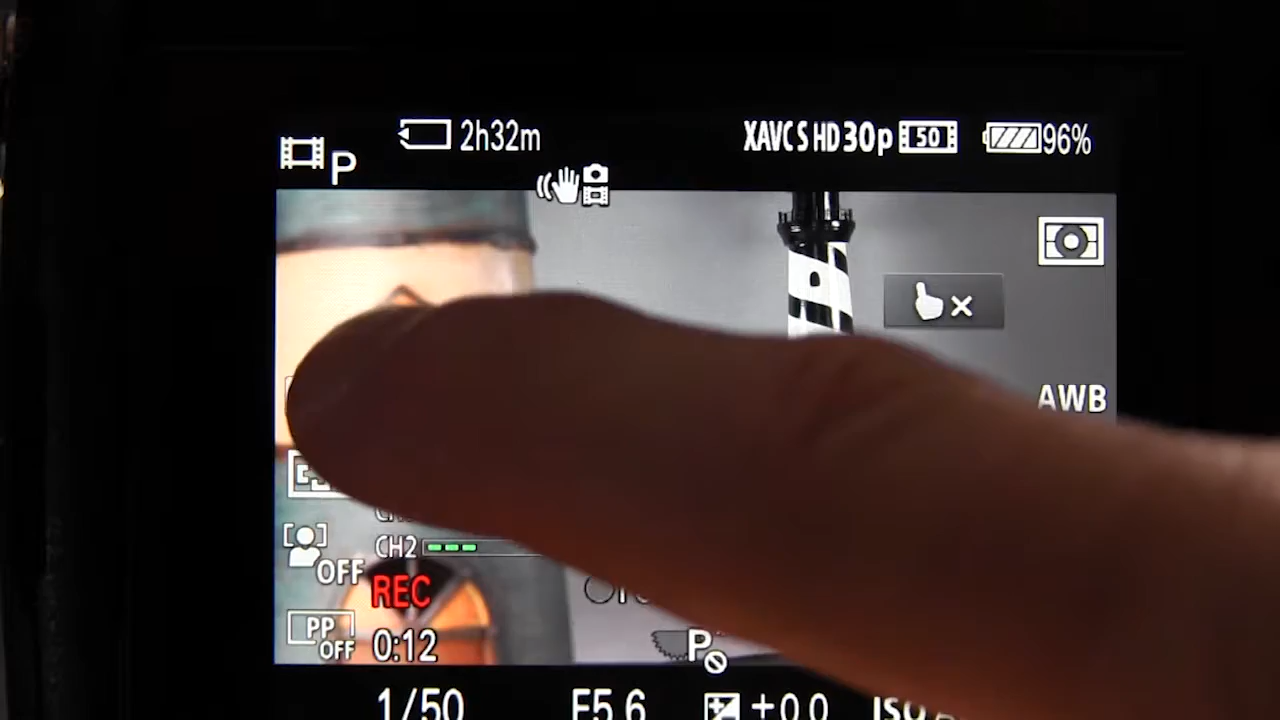 P 2h32m XAVC S HD 30p 50 96%
AWB
CH2
OFF
REC
PP OFF 0:12
P
1/50 F5.6 ±0.0 ISO